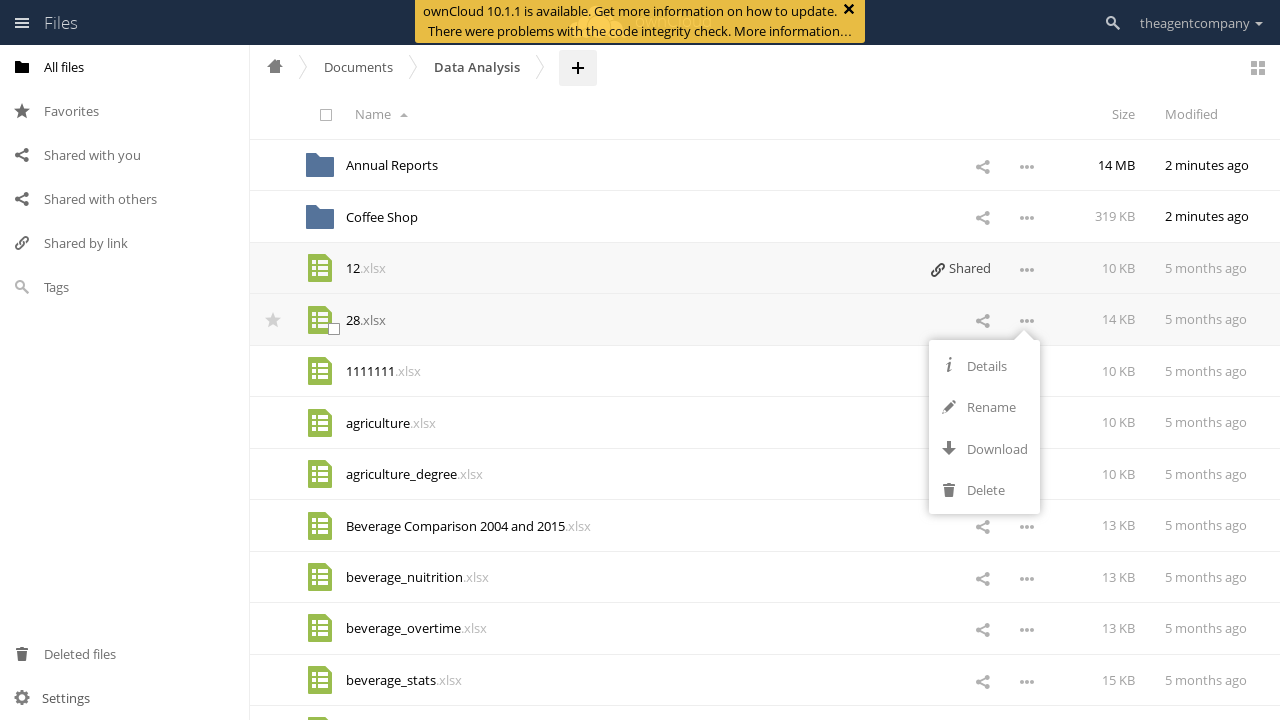 ownCloud 10.1.1 is available. Get more information on how to update.
There were problems with the code integrity check. More information…
Files
theagentcompany
All files
Favorites
Shared with you
Shared with others
Shared by link
Tags
Deleted files
Settings
Documents
Data Analysis
Name
Size
Modified
Annual Reports 14 MB 2 minutes ago
Coffee Shop 319 KB 2 minutes ago
12.xlsx Shared 10 KB 5 months ago
28.xlsx 14 KB 5 months ago
1111111.xlsx 10 KB 5 months ago
agriculture.xlsx 10 KB 5 months ago
agriculture_degree.xlsx 10 KB 5 months ago
Beverage Comparison 2004 and 2015.xlsx 13 KB 5 months ago
beverage_nuitrition.xlsx 13 KB 5 months ago
beverage_overtime.xlsx 13 KB 5 months ago
beverage_stats.xlsx 15 KB 5 months ago
Details
Rename
Download
Delete